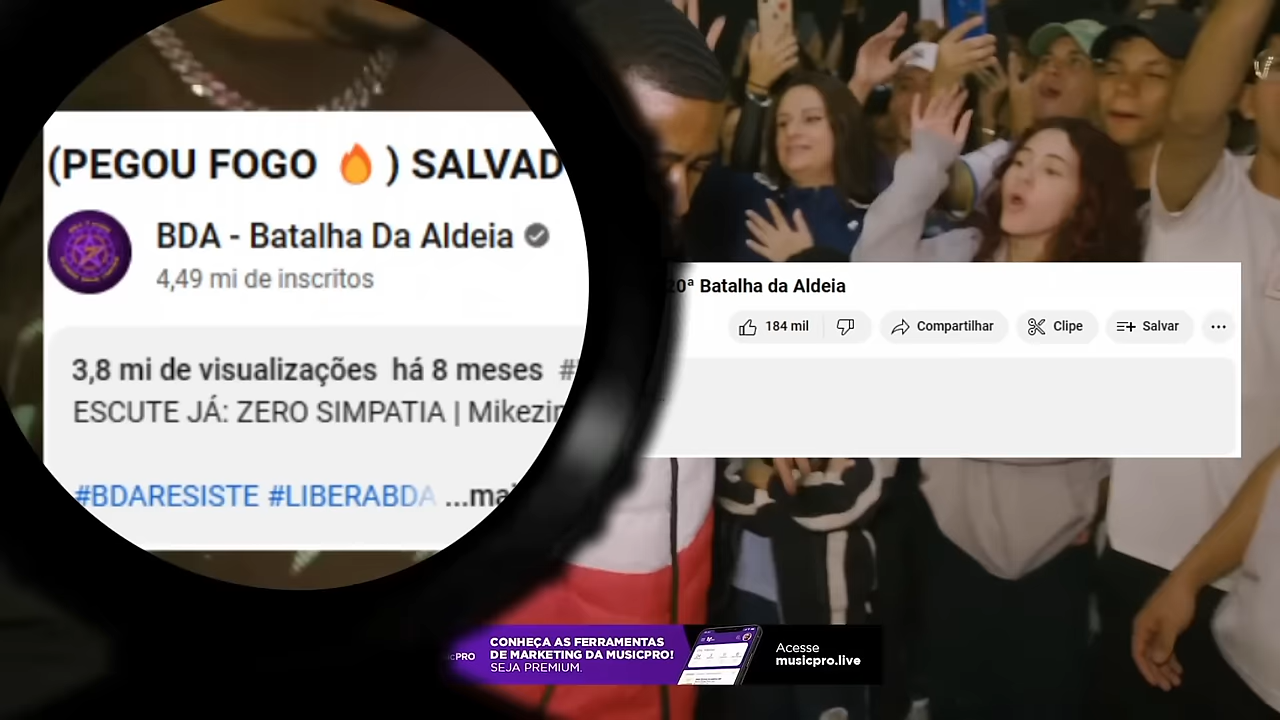 (PEGOU FOGO 🔥 ) SALVAD
BDA - Batalha Da Aldeia
4,49 mi de inscritos
3,8 mi de visualizações há 8 meses #
ESCUTE JÁ: ZERO SIMPATIA | Mikezin
#BDARESISTE #LIBERABDA ...mai
20ª Batalha da Aldeia
184 mil
Compartilhar
Clipe
Salvar
PRO
CONHEÇA AS FERRAMENTAS
DE MARKETING DA MUSICPRO!
SEJA PREMIUM.
Acesse
musicpro.live